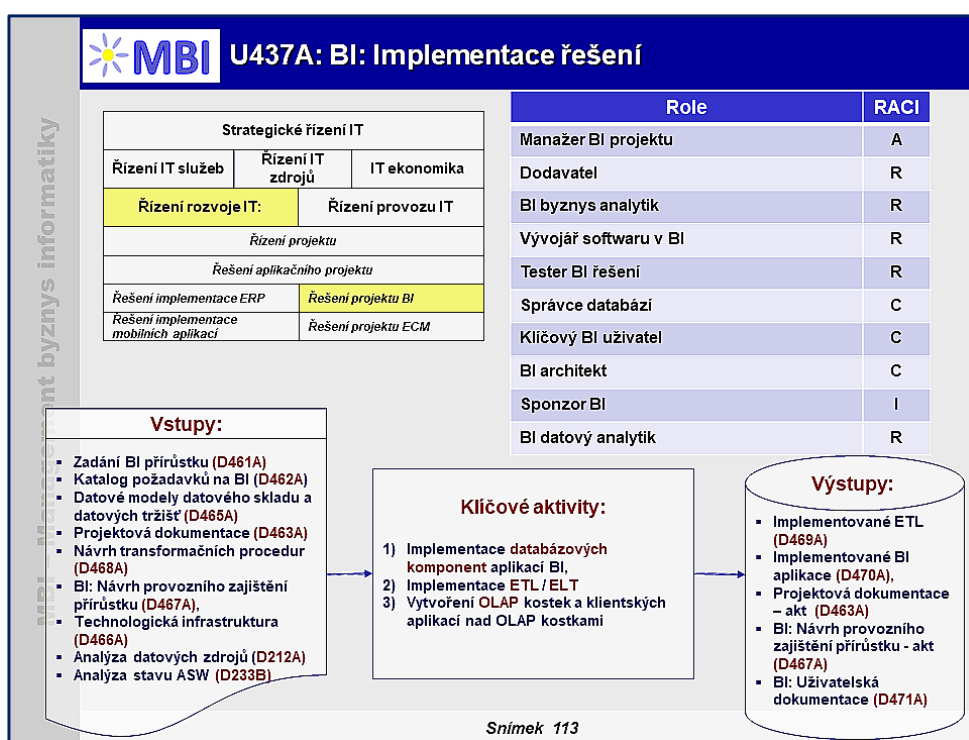 MBI
U437A: BI: Implementace řešení
MBI – Management byznys informatiky
Strategické řízení IT
Řízení IT služeb
Řízení IT
zdrojů
IT ekonomika
Řízení rozvoje IT:
Řízení provozu IT
Řízení projektu
Řešení aplikačního projektu
Řešení implementace ERP
Řešení projektu BI
Řešení implementace
mobilních aplikací
Řešení projektu ECM
Role RACI
Manažer BI projektu A
Dodavatel R
BI byznys analytik R
Vývojář softwaru v BI R
Tester BI řešení R
Správce databází C
Klíčový BI uživatel C
BI architekt C
Sponzor BI I
BI datový analytik R
Vstupy:
▪ Zadání BI přírůstku (D461A)
▪ Katalog požadavků na BI (D462A)
▪ Datové modely datového skladu a
datových tržišť (D465A)
▪ Projektová dokumentace (D463A)
▪ Návrh transformačních procedur
(D468A)
▪ BI: Návrh provozního zajištění
přírůstku (D467A),
▪ Technologická infrastruktura
(D466A)
▪ Analýza datových zdrojů (D212A)
▪ Analýza stavu ASW (D233B)
Klíčové aktivity:
1) Implementace databázových
komponent aplikací BI,
2) Implementace ETL / ELT
3) Vytvoření OLAP kostek a klientských
aplikací nad OLAP kostkami
Výstupy:
▪ Implementované ETL
(D469A)
▪ Implementované BI
aplikace (D470A),
▪ Projektová dokumentace
– akt (D463A)
▪ BI: Návrh provozního
zajištění přírůstku - akt
(D467A)
▪ BI: Uživatelská
dokumentace (D471A)
Snímek 113